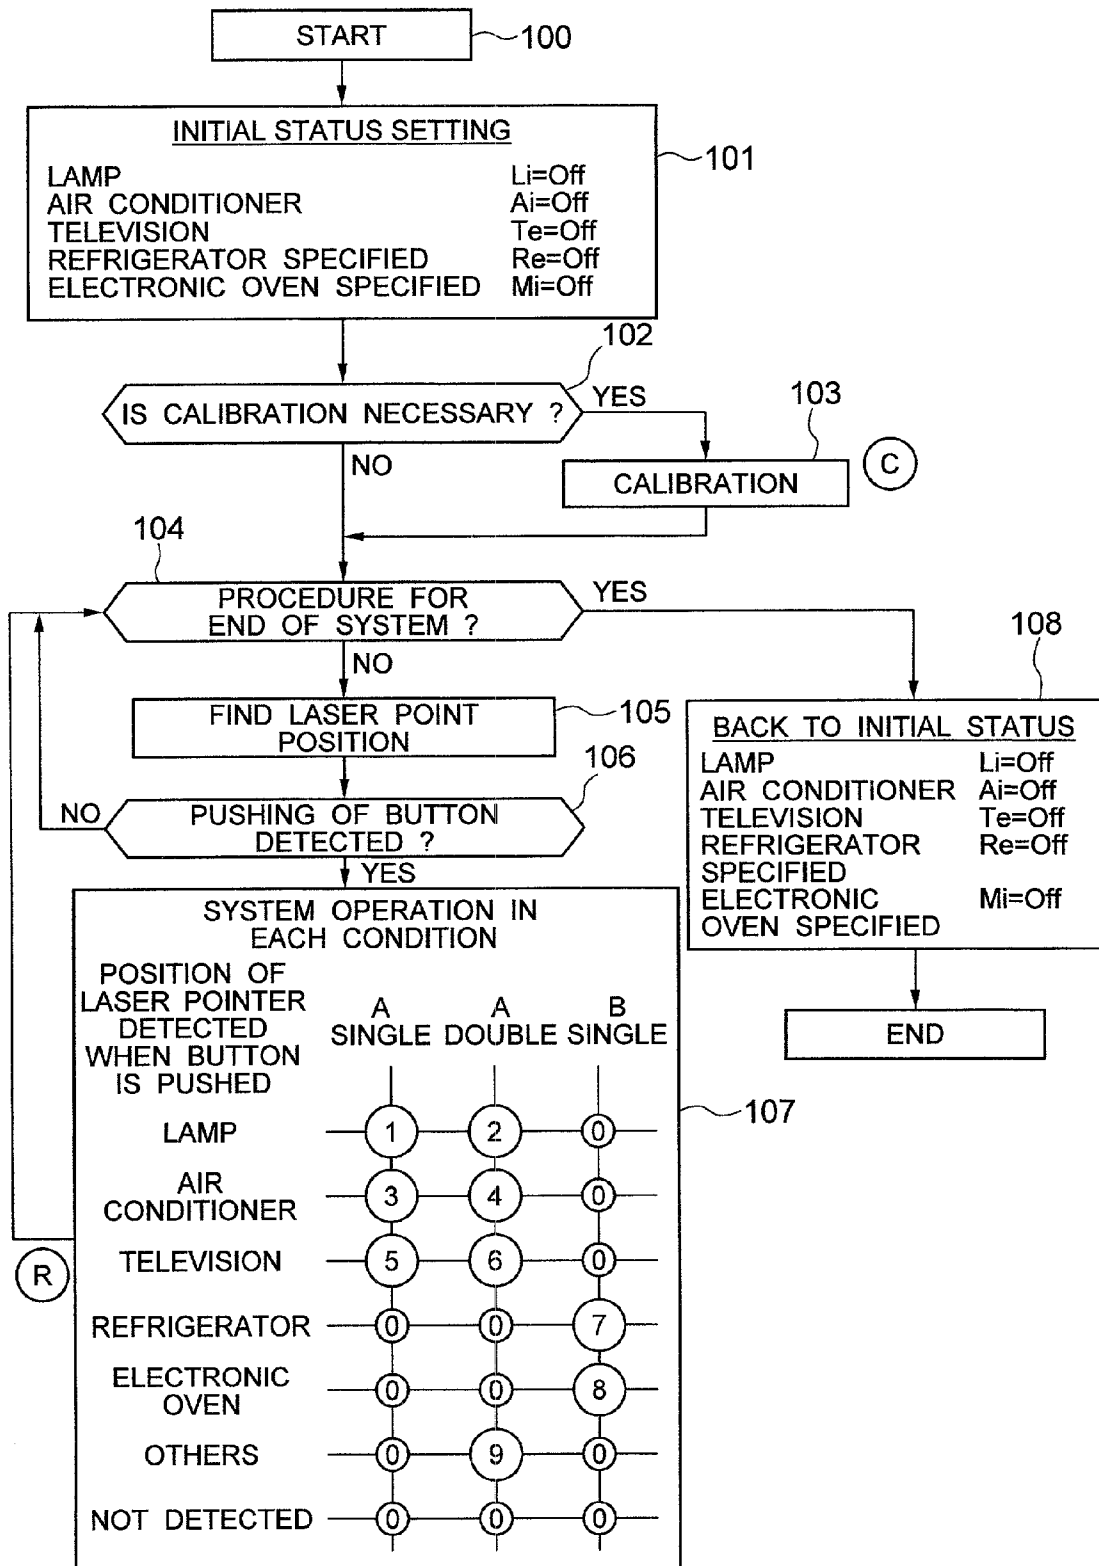 START
100
INITIAL STATUS SETTING
101
LAMP Li=Off
AIR CONDITIONER Ai=Off
TELEVISION Te=Off
REFRIGERATOR SPECIFIED Re=Off
ELECTRONIC OVEN SPECIFIED Mi=Off
102
IS CALIBRATION NECESSARY ?
YES
NO
103
CALIBRATION
C
104
PROCEDURE FOR
END OF SYSTEM ?
YES
NO
FIND LASER POINT
POSITION
105
106
PUSHING OF BUTTON
DETECTED ?
NO
YES
108
BACK TO INITIAL STATUS
LAMP Li=Off
AIR CONDITIONER Ai=Off
TELEVISION Te=Off
REFRIGERATOR Re=Off
SPECIFIED
ELECTRONIC Mi=Off
OVEN SPECIFIED
END
SYSTEM OPERATION IN
EACH CONDITION
POSITION OF
LASER POINTER
DETECTED
WHEN BUTTON
IS PUSHED
A A B
SINGLE DOUBLE SINGLE
107
LAMP 1 2 0
AIR
CONDITIONER 3 4 0
TELEVISION 5 6 0
R
REFRIGERATOR 0 0 7
ELECTRONIC
OVEN 0 0 8
OTHERS 0 9 0
NOT DETECTED 0 0 0